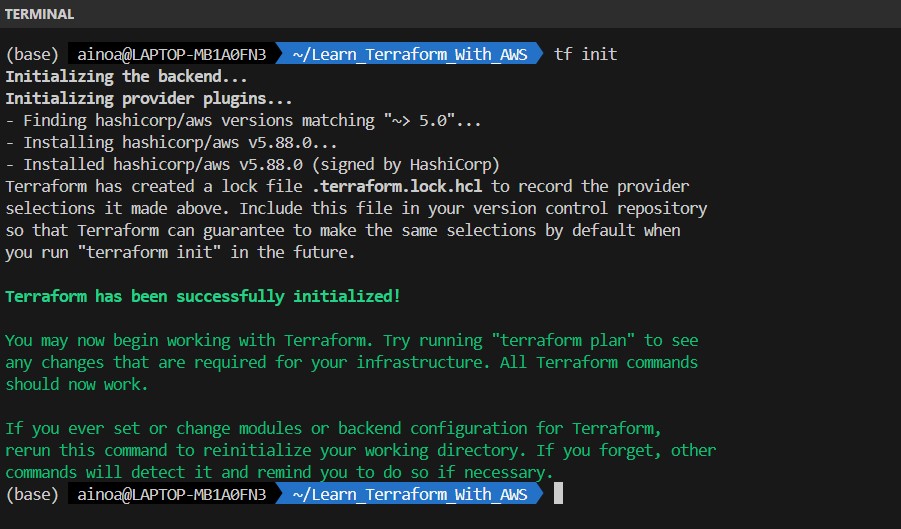 TERMINAL
(base) ainoa@LAPTOP-MB1A0FN3 ~/Learn_Terraform_With_AWS tf init
Initializing the backend...
Initializing provider plugins...
- Finding hashicorp/aws versions matching "~> 5.0"...
- Installing hashicorp/aws v5.88.0...
- Installed hashicorp/aws v5.88.0 (signed by HashiCorp)
Terraform has created a lock file .terraform.lock.hcl to record the provider
selections it made above. Include this file in your version control repository
so that Terraform can guarantee to make the same selections by default when
you run "terraform init" in the future.
Terraform has been successfully initialized!
You may now begin working with Terraform. Try running "terraform plan" to see
any changes that are required for your infrastructure. All Terraform commands
should now work.
If you ever set or change modules or backend configuration for Terraform,
rerun this command to reinitialize your working directory. If you forget, other
commands will detect it and remind you to do so if necessary.
(base) ainoa@LAPTOP-MB1A0FN3 ~/Learn_Terraform_With_AWS